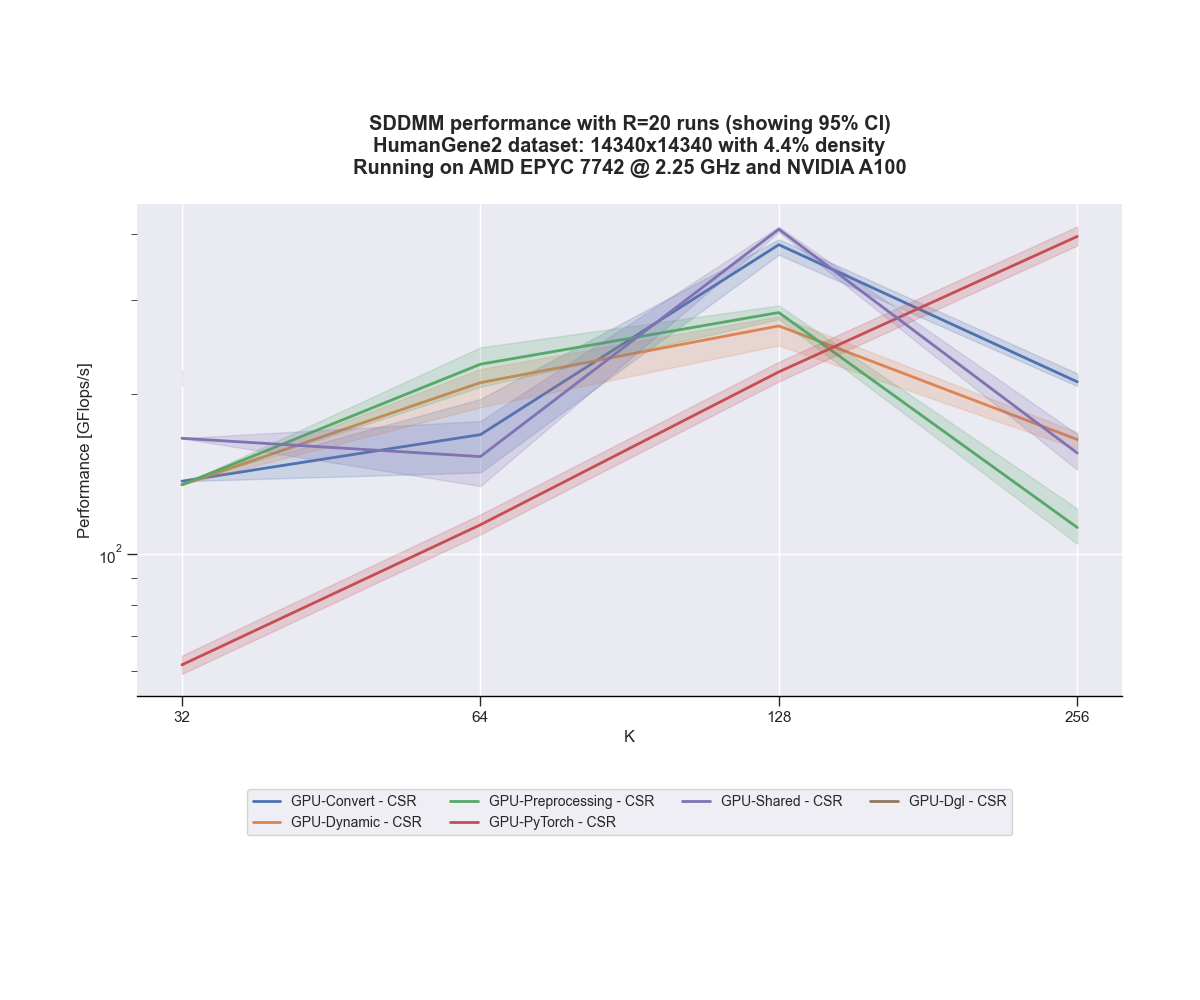 SDDMM performance with R=20 runs (showing 95% CI)
HumanGene2 dataset: 14340x14340 with 4.4% density
Running on AMD EPYC 7742 @ 2.25 GHz and NVIDIA A100
Performance [GFlops/s]
10²
32 64 128 256
K
GPU-Convert - CSR GPU-Preprocessing - CSR GPU-Shared - CSR GPU-Dgl - CSR
GPU-Dynamic - CSR GPU-PyTorch - CSR